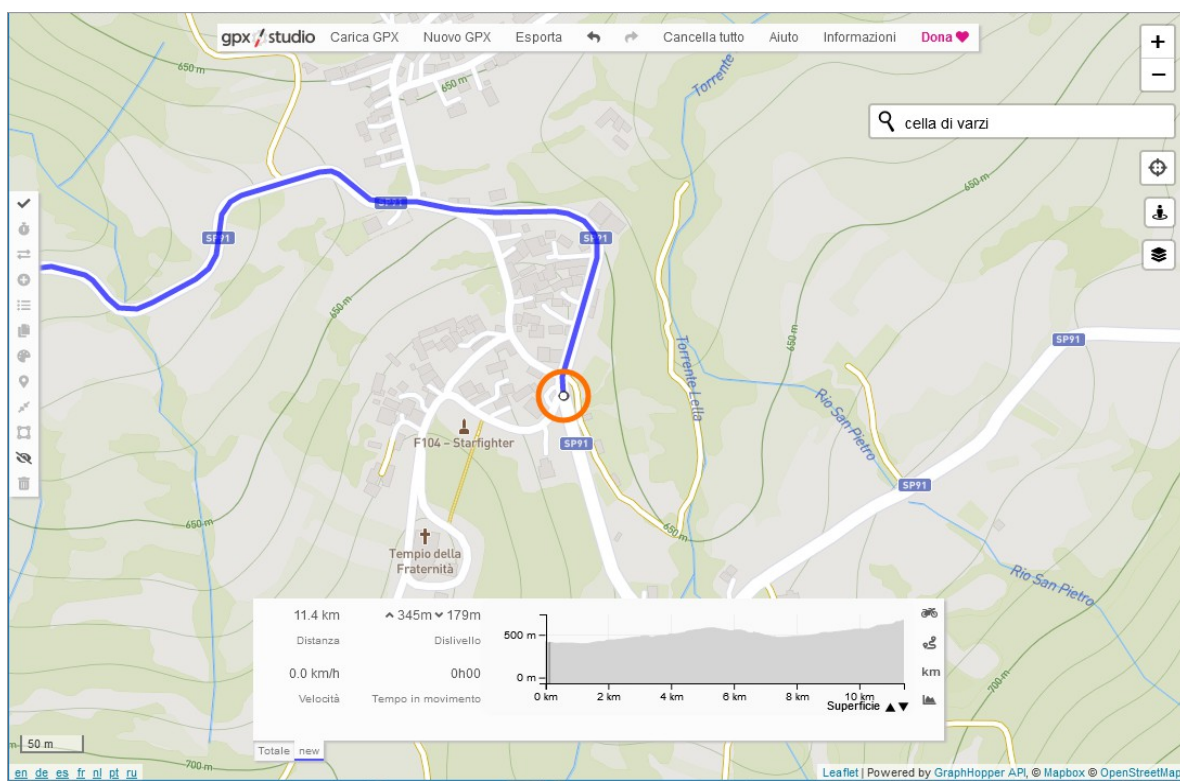 gpx studio Carica GPX Nuovo GPX Esporta Cancella tutto Aiuto Informazioni Dona
+
−
cella di varzi
650 m
650 m
Torrente
650 m
SP91
SP91
SP91
650 m
650 m
SP91
Torrente Lella
Rio San Pietro
F104 – Starfighter
SP91
SP91
650 m
650 m
Tempio della
Fraternità
Rio San Pietro
700 m
11.4 km 345m 179m
Distanza Dislivello
0.0 km/h 0h00
Velocità Tempo in movimento
500 m
0 m
0 km 2 km 4 km 6 km 8 km 10 km
Superficie
km
50 m
Totale new
700 m
en de es fr nl pt ru
Leaflet | Powered by GraphHopper API, © Mapbox © OpenStreetMap